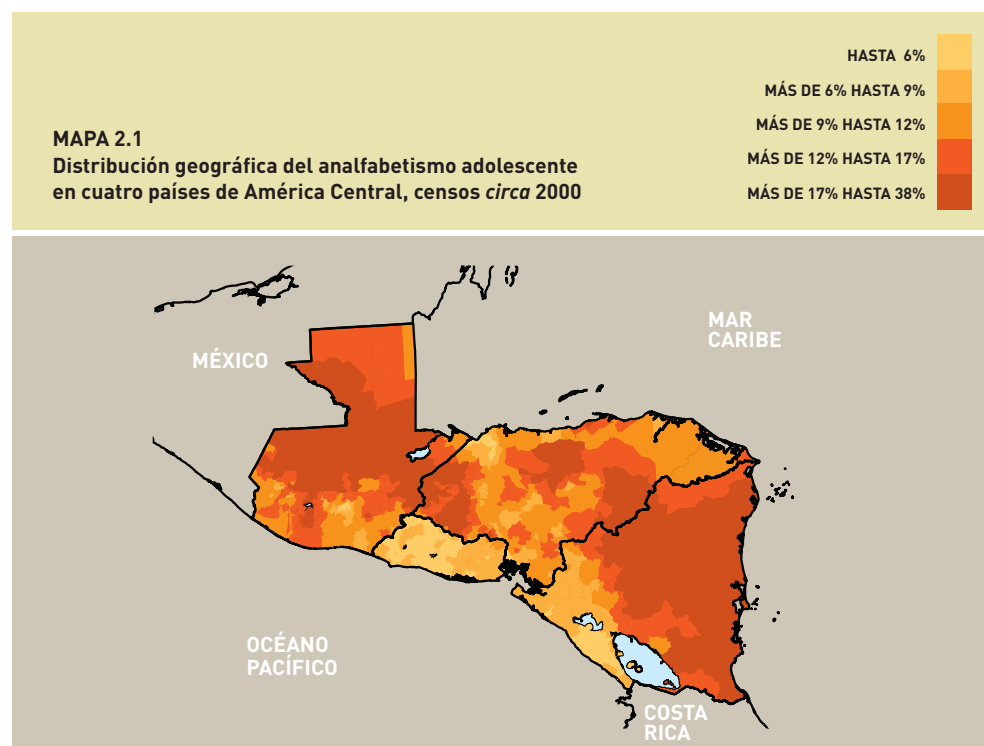 MAPA 2.1
Distribución geográfica del analfabetismo adolescente
en cuatro países de América Central, censos circa 2000
HASTA 6%
MÁS DE 6% HASTA 9%
MÁS DE 9% HASTA 12%
MÁS DE 12% HASTA 17%
MÁS DE 17% HASTA 38%
MAR
CARIBE
MÉXICO
OCÉANO
PACÍFICO
COSTA
RICA